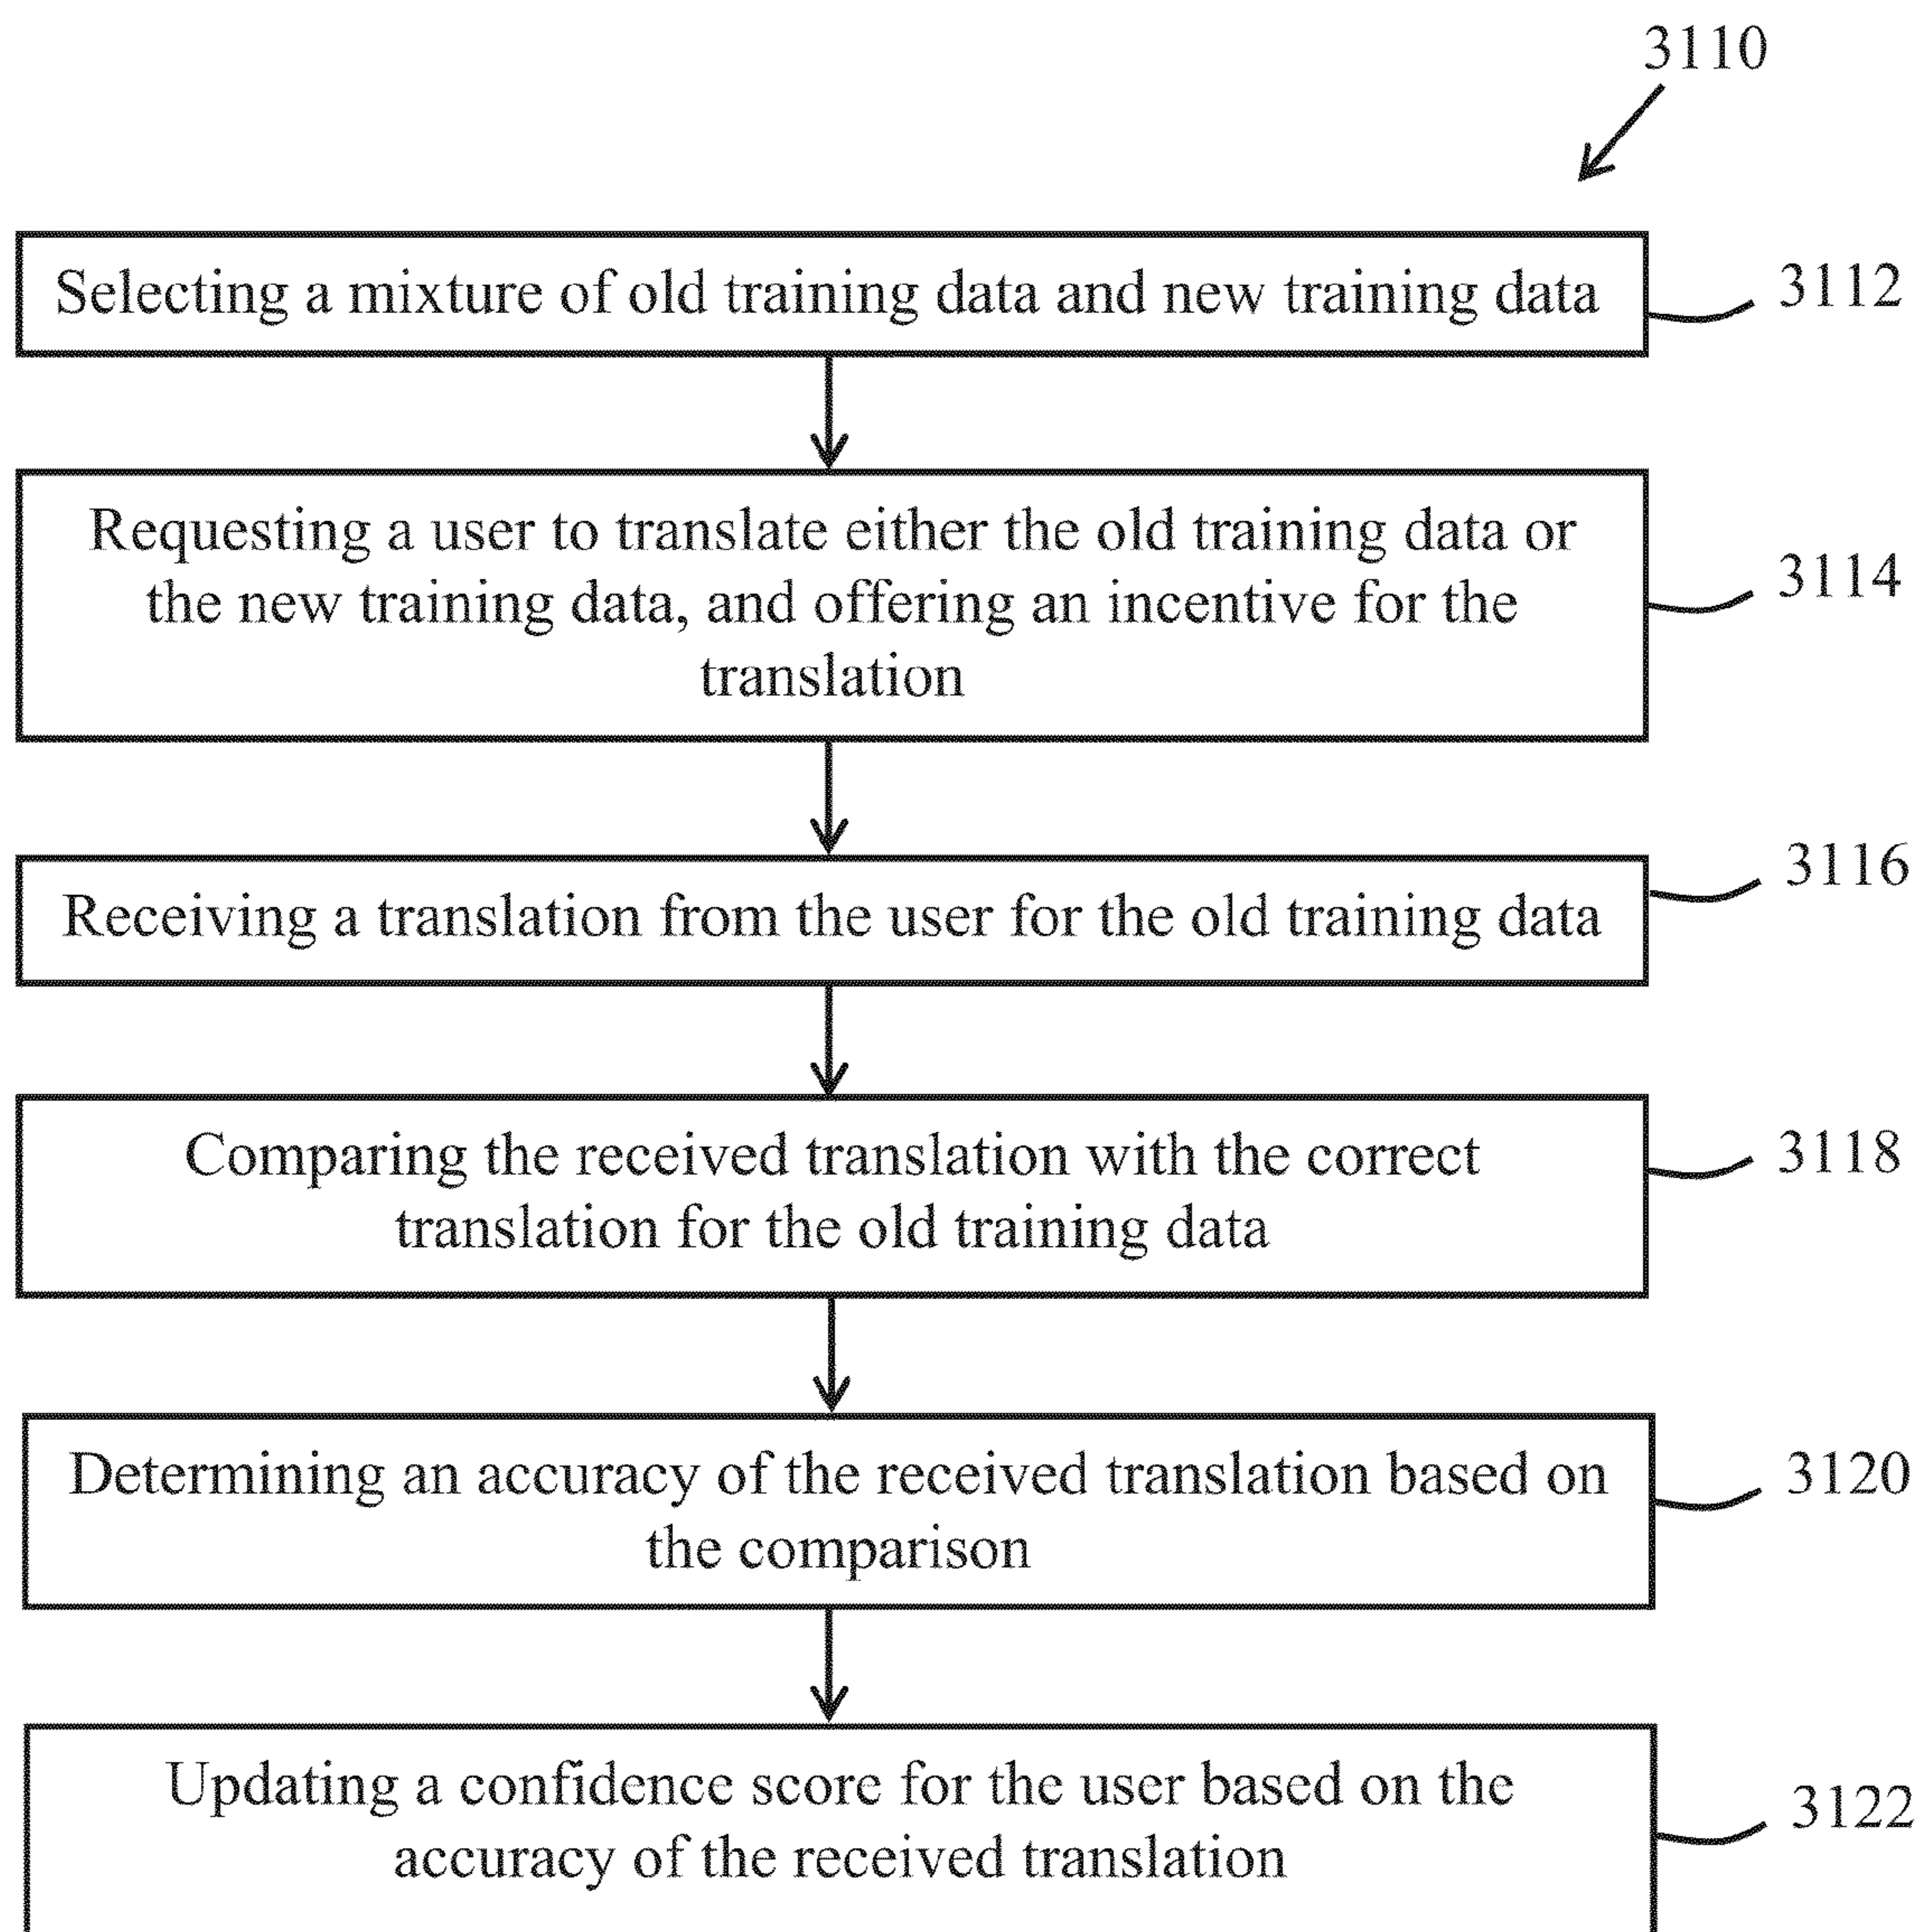 3110
Selecting a mixture of old training data and new training data
3112
Requesting a user to translate either the old training data or
the new training data, and offering an incentive for the
translation
3114
Receiving a translation from the user for the old training data
3116
Comparing the received translation with the correct
translation for the old training data
3118
Determining an accuracy of the received translation based on
the comparison
3120
Updating a confidence score for the user based on the
accuracy of the received translation
3122